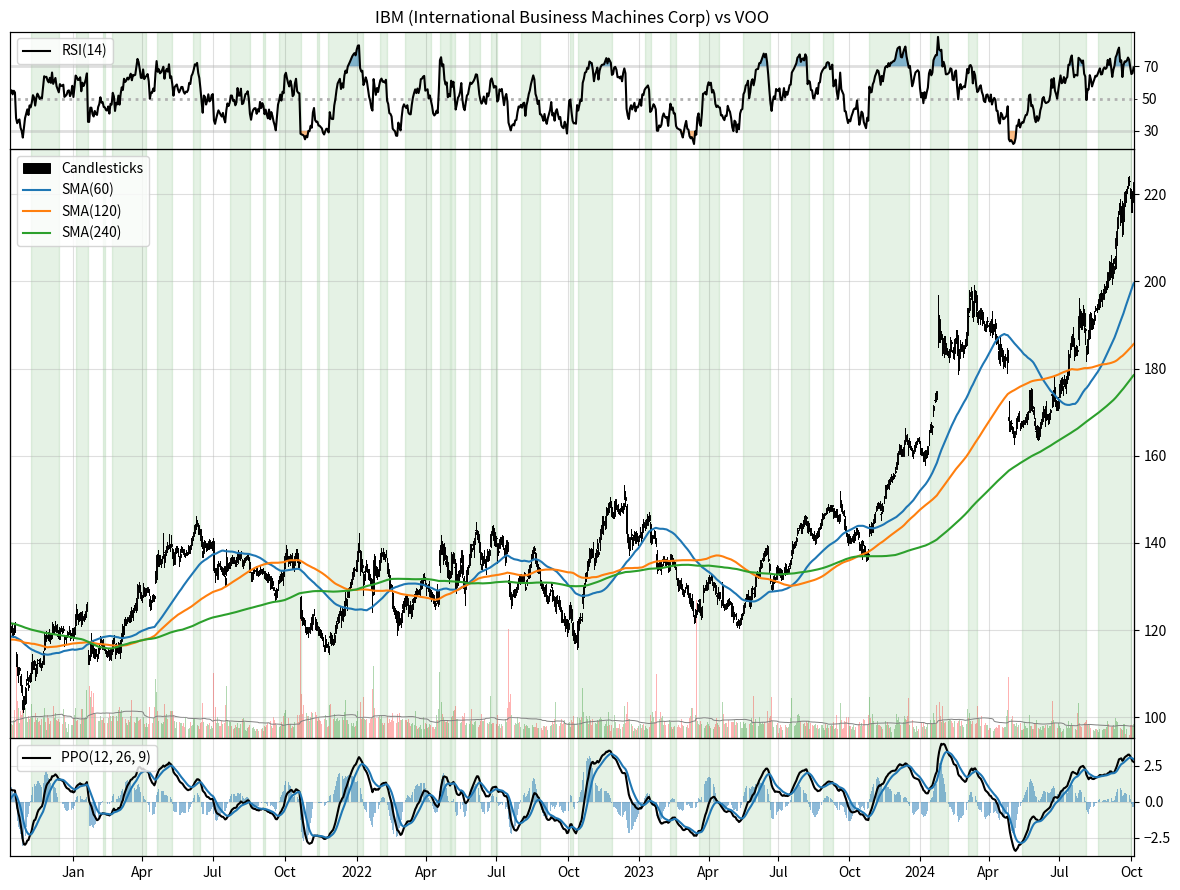 IBM (International Business Machines Corp) vs VOO
RSI(14)
70
50
30
Candlesticks
SMA(60)
SMA(120)
SMA(240)
220
200
180
160
140
120
100
PPO(12, 26, 9)
2.5
0.0
−2.5
Jan Apr Jul Oct 2022 Apr Jul Oct 2023 Apr Jul Oct 2024 Apr Jul Oct